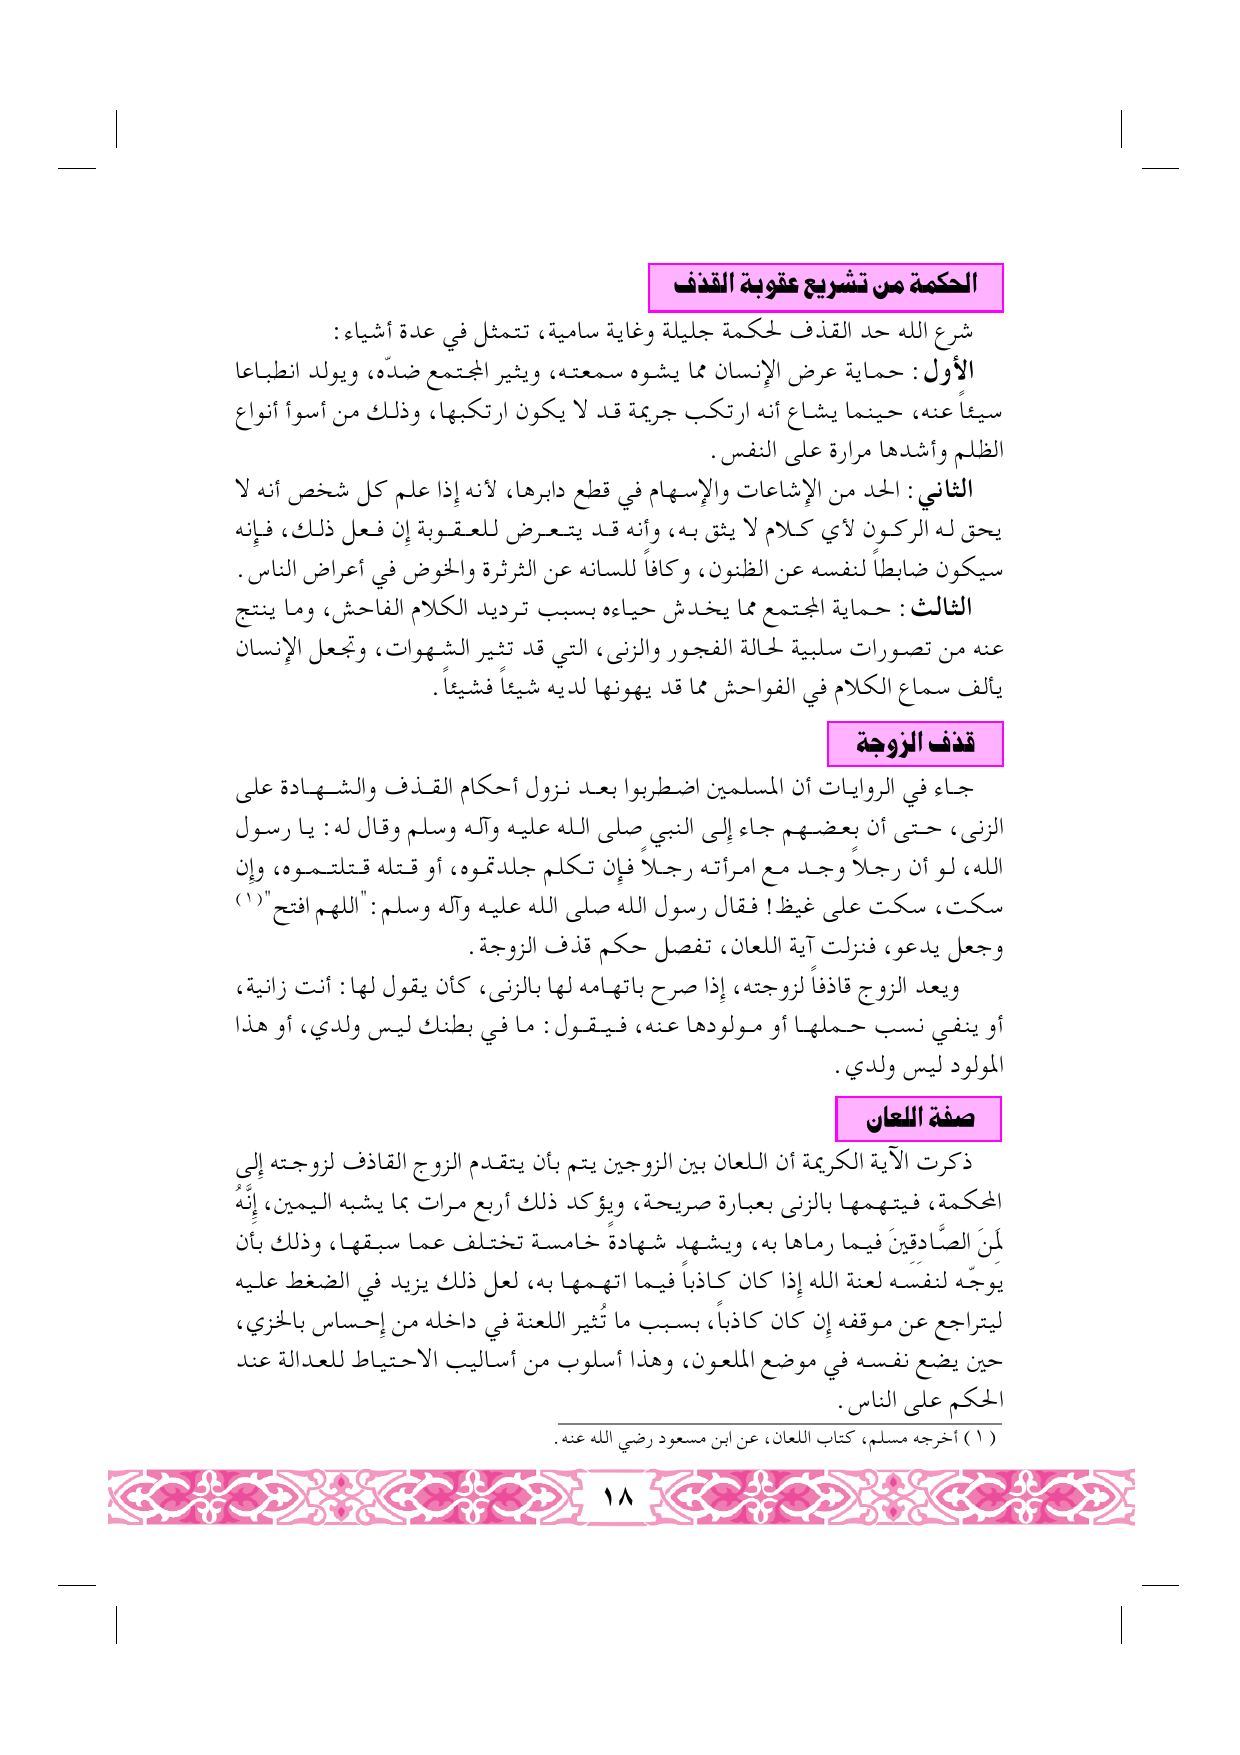 الحكمة من تشريع عقوبة القذف
شرع الله حد القذف لحكمة جليلة وغاية سامية، تتمثل في عدة أشياء:
الأول: حماية عرض الإنسان مما يشوه سمعته، ويثير المجتمع ضدّه، ويولد انطباعا
سيئاً عنه، حينما يشاع أنه ارتكب جريمة قد لا يكون ارتكبها، وذلك من أسوأ أنواع
الظلم وأشدها مرارة على النفس.
الثاني: الحد من الإشاعات والإسهام في قطع دابرها، لأنه إذا علم كل شخص أنه لا
يحق له الركون لأي كلام لا يثق به، وأنه قد يتعرض للعقوبة إن فعل ذلك، فإنه
سيكون ضابطاً لنفسه عن الظنون، وكافاً للسانه عن الثرثرة والخوض في أعراض الناس.
الثالث: حماية المجتمع مما يخدش حياءه بسبب ترديد الكلام الفاحش، وما ينتج
عنه من تصورات سلبية لحالة الفجور والزنى، التي قد تثير الشهوات، وتجعل الإنسان
يألف سماع الكلام في الفواحش مما قد يهونها لديه شيئاً فشيئاً.
قذف الزوجة
جاء في الروايات أن المسلمين اضطربوا بعد نزول أحكام القذف والشهادة على
الزنى، حتى أن بعضهم جاء إلى النبي صلى الله عليه وآله وسلم وقال له: يا رسول
الله، لو أن رجلاً وجد مع امرأته رجلاً فإن تكلم جلدتموه، أو قتله قتلتموه، وإن
سكت، سكت على غيظ! فقال رسول الله صلى الله عليه وآله وسلم:"اللهم افتح"(١)
وجعل يدعو، فنزلت آية اللعان، تفصل حكم قذف الزوجة.
ويعد الزوج قاذفاً لزوجته، إذا صرح باتهامه لها بالزنى، كأن يقول لها: أنت زانية،
أو ينفي نسب حملها أو مولودها عنه، فيقول: ما في بطنك ليس ولدي، أو هذا
المولود ليس ولدي.
صفة اللعان
ذكرت الآية الكريمة أن اللعان بين الزوجين يتم بأن يتقدم الزوج القاذف لزوجته إلى
المحكمة، فيتهمها بالزنى بعبارة صريحة، ويؤكد ذلك أربع مرات بما يشبه اليمين، إِنَّهُ
لَمِنَ الصَّادِقِينَ فيما رماها به، ويشهد شهادةً خامسة تختلف عما سبقها، وذلك بأن
يوجّه لنفسه لعنة الله إذا كان كاذباً فيما اتهمها به، لعل ذلك يزيد في الضغط عليه
ليتراجع عن موقفه إن كان كاذباً، بسبب ما تُثير اللعنة في داخله من إحساس بالخزي،
حين يضع نفسه في موضع الملعون، وهذا أسلوب من أساليب الاحتياط للعدالة عند
الحكم على الناس.
(١) أخرجه مسلم، كتاب اللعان، عن ابن مسعود رضي الله عنه.
١٨